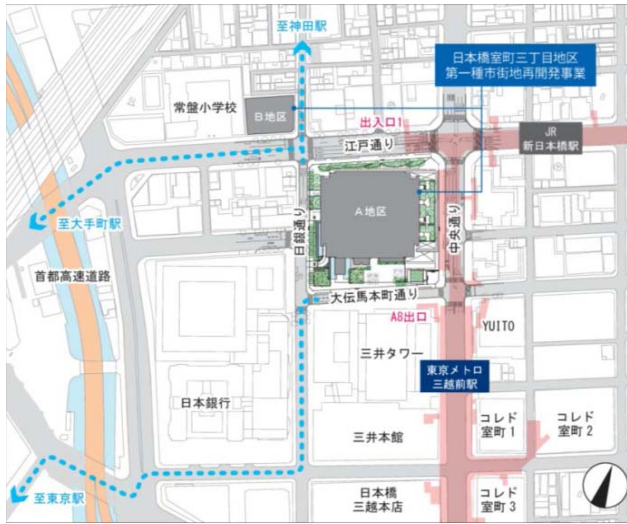 至神田駅
日本橋室町三丁目地区
第一種市街地再開発事業
常盤小学校
B地区
出入口1
江戸通り
JR
新日本橋駅
至大手町駅
日銀通り
A地区
中央通り
首都高速道路
大伝馬本町通り
A8出口
YUITO
三井タワー
東京メトロ
三越前駅
日本銀行
三井本館
コレド
室町1
コレド
室町2
至東京駅
日本橋
三越本店
コレド
室町3